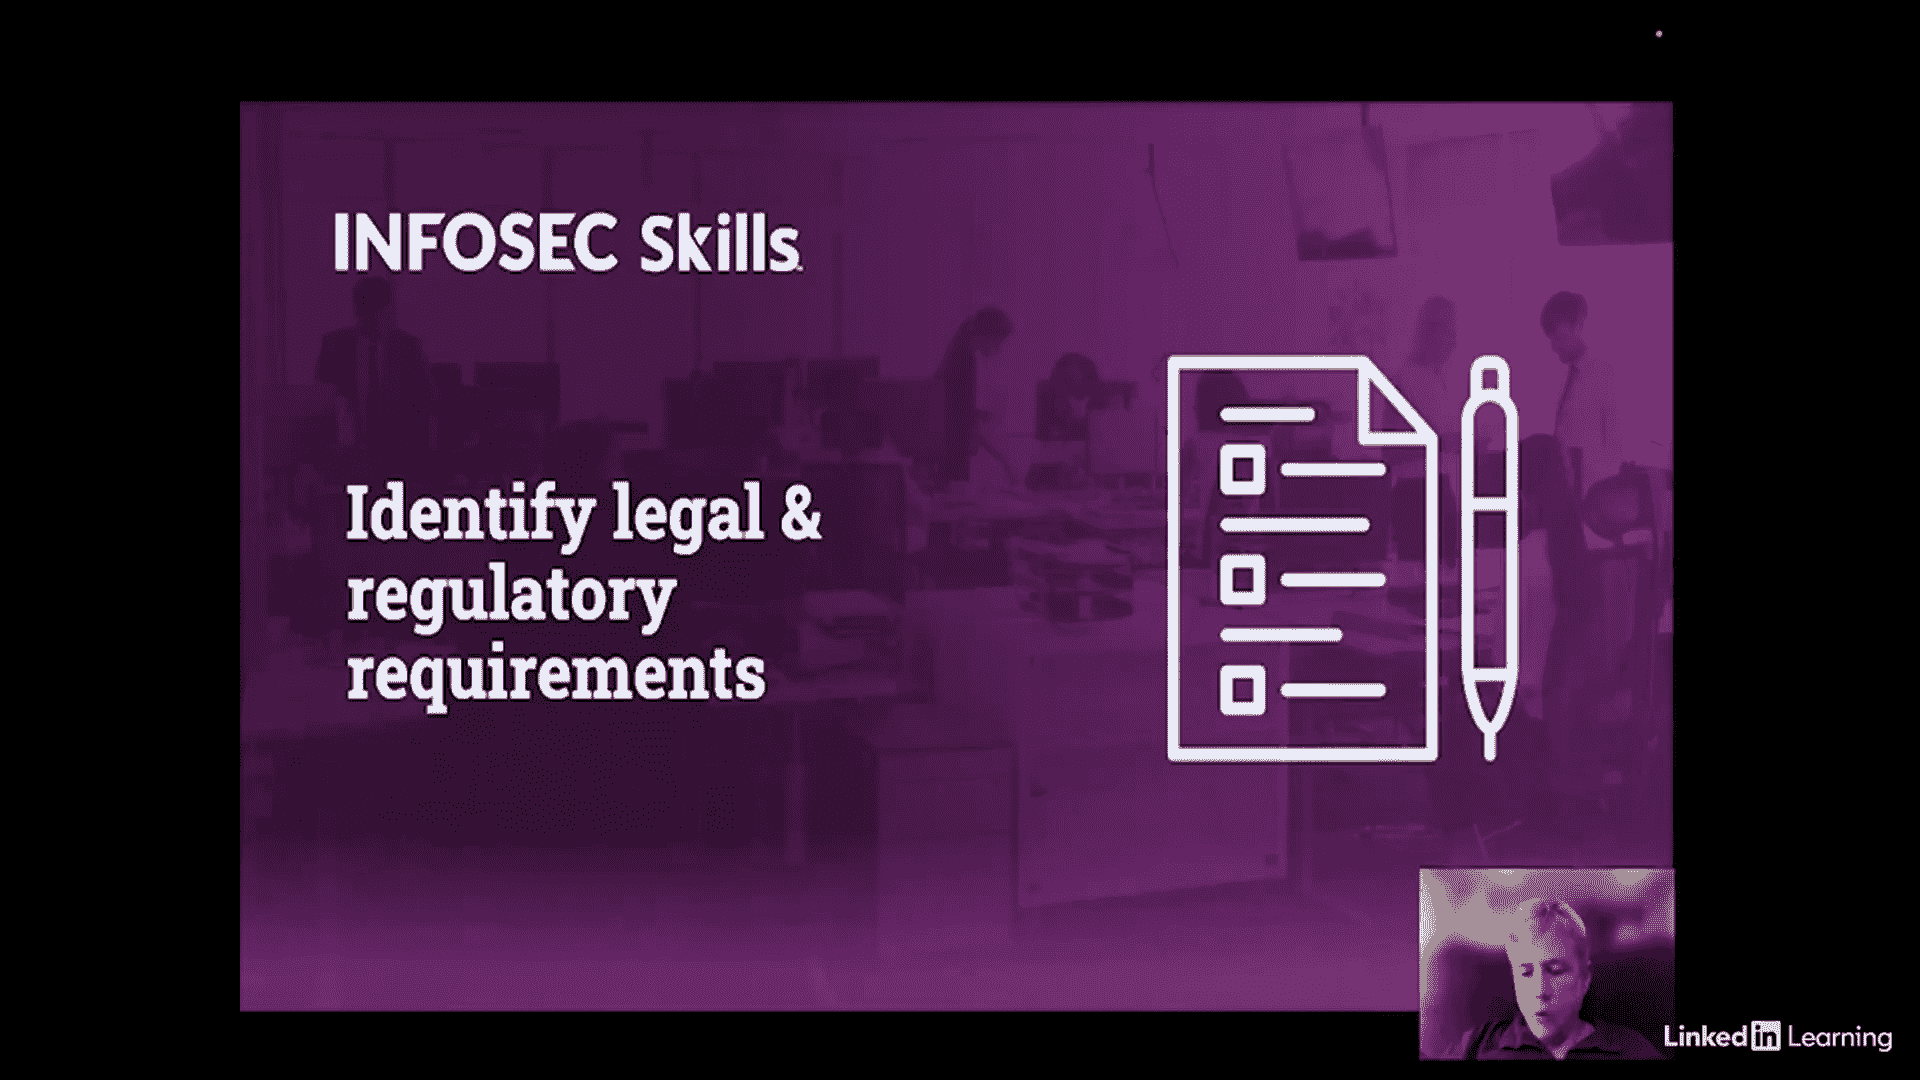 INFOSEC Skills
Identify legal &
regulatory
requirements
LinkedIn Learning